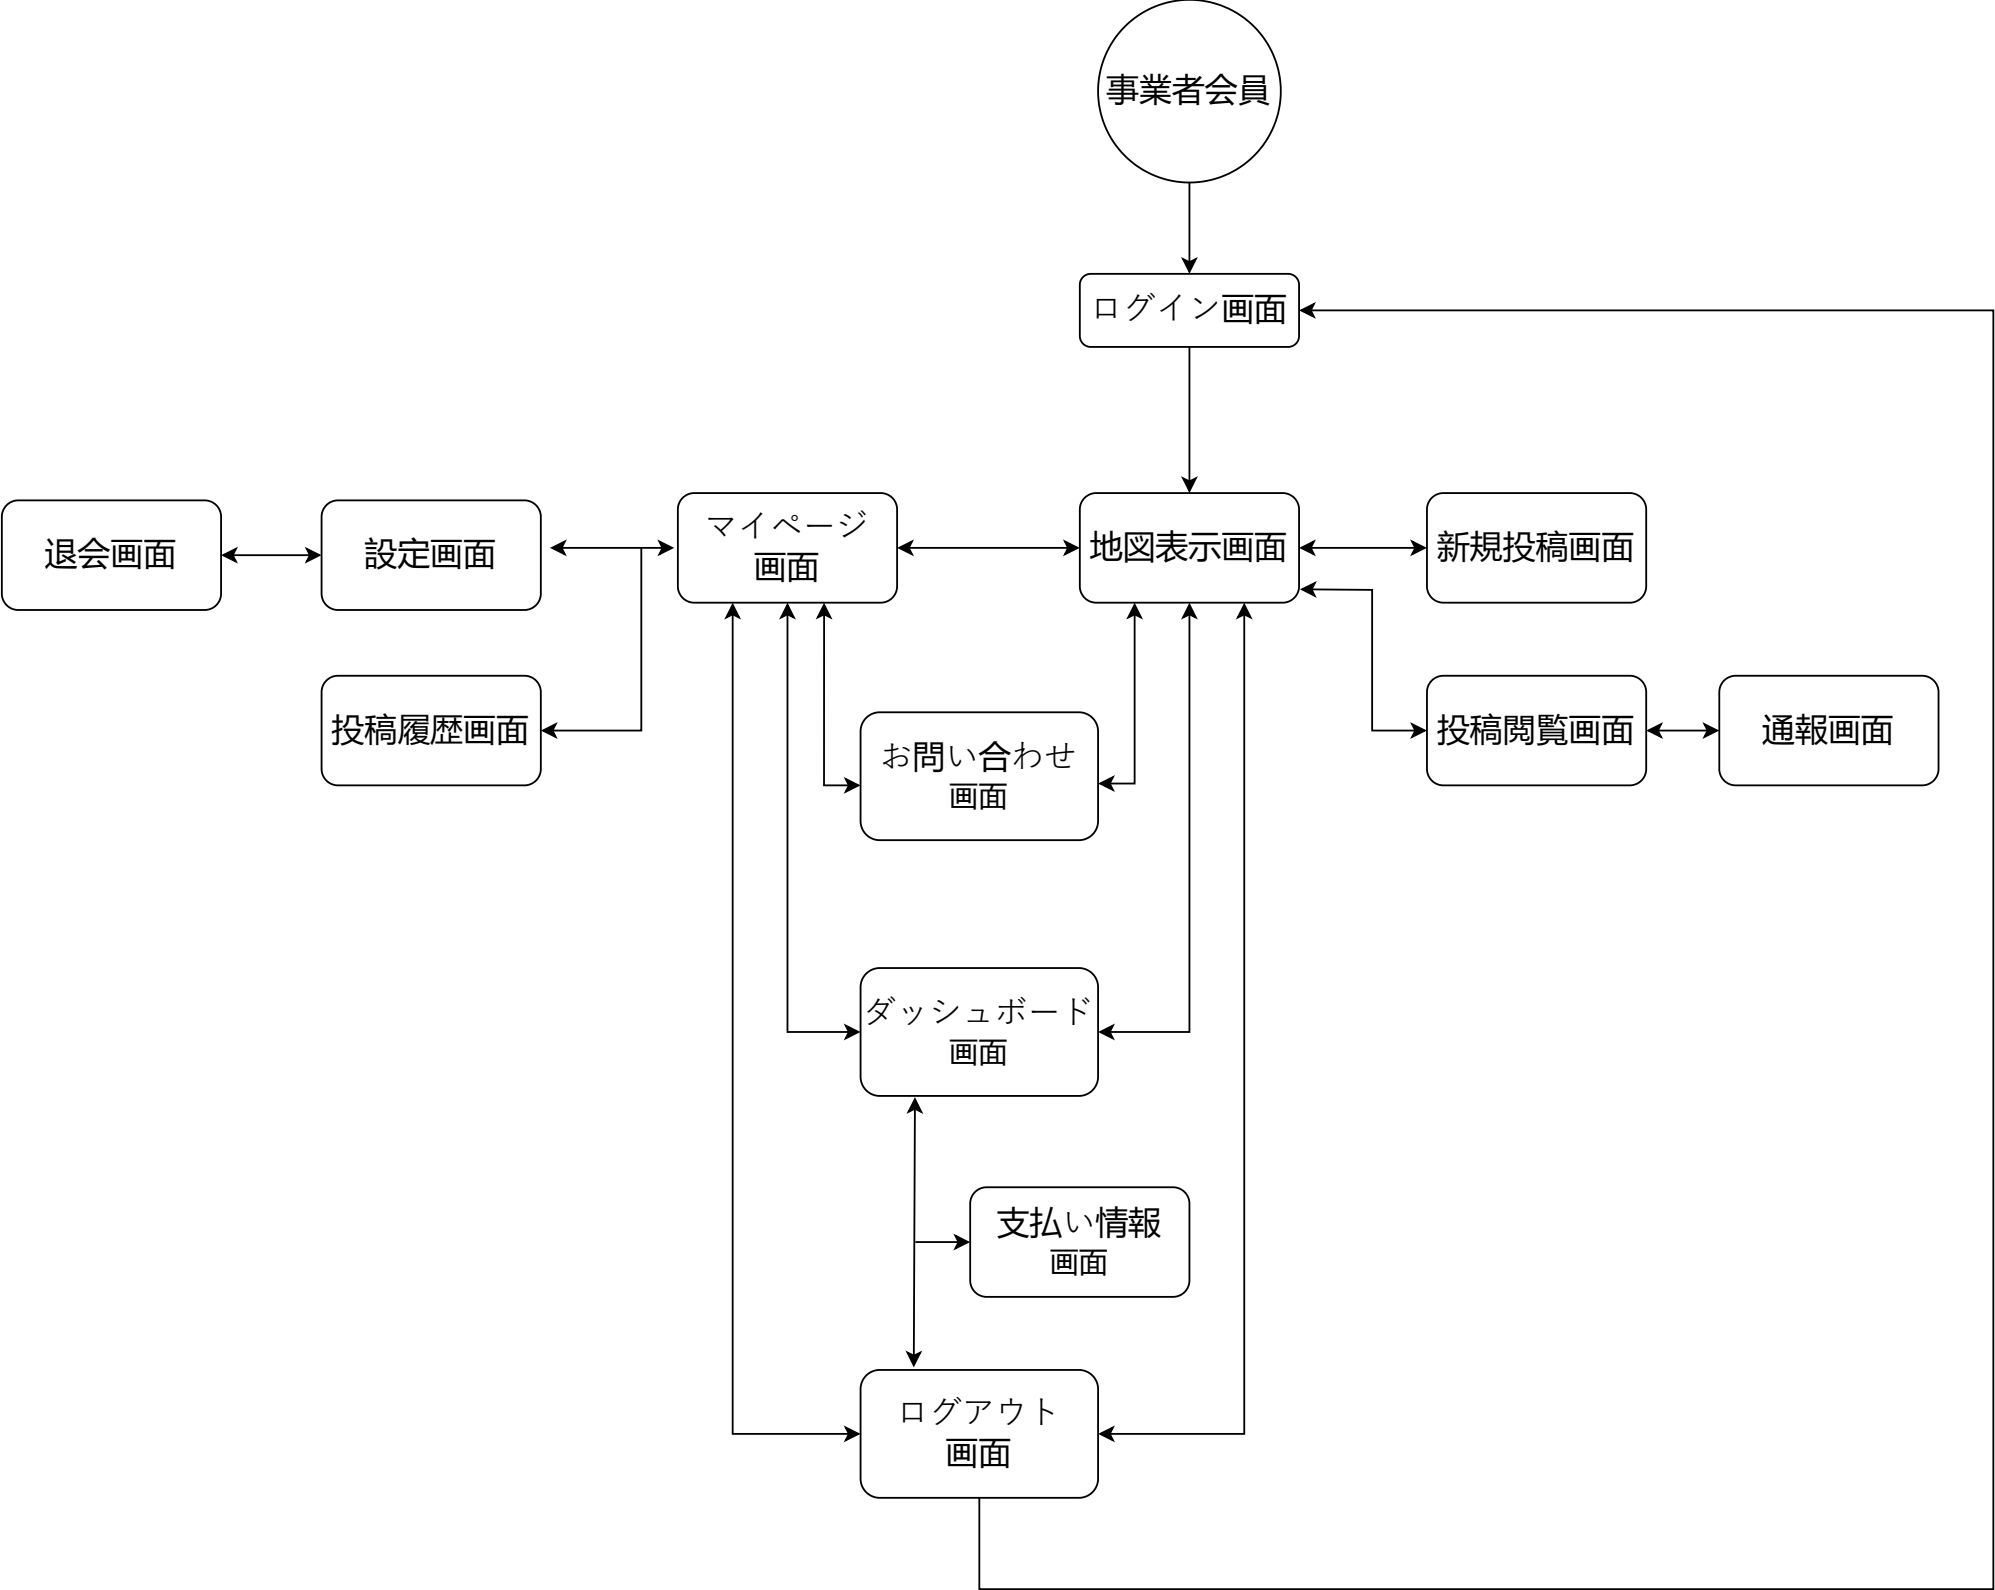 事業者会員
ログイン画面
退会画面
設定画面
マイページ
画面
地図表示画面
新規投稿画面
投稿履歴画面
お問い合わせ
画面
投稿閲覧画面
通報画面
ダッシュボード
画面
支払い情報
画面
ログアウト
画面